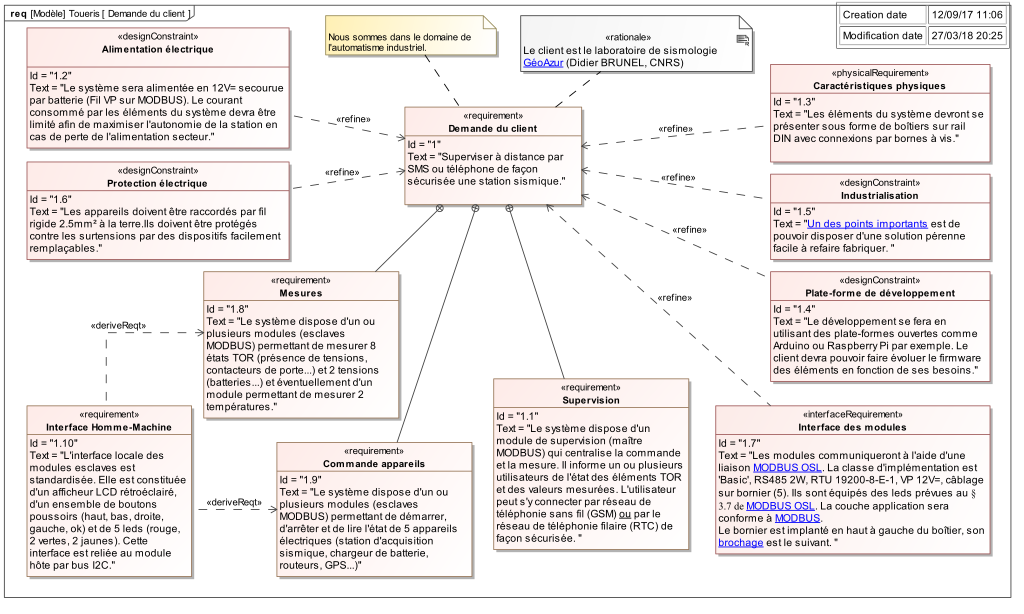 req [Modèle] Toueris [ Demande du client ]
Creation date 12/09/17 11:06
Modification date 27/03/18 20:25
«designConstraint»
Alimentation électrique
Id = "1.2"
Text = "Le système sera alimentée en 12V= secourue
par batterie (Fil VP sur MODBUS). Le courant
consommé par les éléments du système devra être
limité afin de maximiser l'autonomie de la station en
cas de perte de l'alimentation secteur."
Nous sommes dans le domaine de
l'automatisme industriel.
«rationale»
Le client est le laboratoire de sismologie
GéoAzur (Didier BRUNEL, CNRS)
«physicalRequirement»
Caractéristiques physiques
Id = "1.3"
Text = "Les éléments du système devront se
présenter sous forme de boîtiers sur rail
DIN avec connexions par bornes à vis."
«requirement»
Demande du client
Id = "1"
Text = "Superviser à distance par
SMS ou téléphone de façon
sécurisée une station sismique."
«refine»
«refine»
«refine»
«refine»
«refine»
«refine»
«designConstraint»
Protection électrique
Id = "1.6"
Text = "Les appareils doivent être raccordés par fil
rigide 2.5mm² à la terre.Ils doivent être protégés
contre les surtensions par des dispositifs facilement
remplaçables."
«designConstraint»
Industrialisation
Id = "1.5"
Text = "Un des points importants est de
pouvoir disposer d'une solution pérenne
facile à refaire fabriquer. "
«designConstraint»
Plate-forme de développement
Id = "1.4"
Text = "Le développement se fera en
utilisant des plate-formes ouvertes comme
Arduino ou Raspberry Pi par exemple. Le
client devra pouvoir faire évoluer le firmware
des éléments en fonction de ses besoins."
«requirement»
Mesures
Id = "1.8"
Text = "Le système dispose d'un ou
plusieurs modules (esclaves
MODBUS) permettant de mesurer 8
états TOR (présence de tensions,
contacteurs de porte...) et 2 tensions
(batteries...) et éventuellement d'un
module permettant de mesurer 2
températures."
«deriveReqt»
«requirement»
Interface Homme-Machine
Id = "1.10"
Text = "L'interface locale des
modules esclaves est
standardisée. Elle est constituée
d'un afficheur LCD rétroéclairé,
d'un ensemble de boutons
poussoirs (haut, bas, droite,
gauche, ok) et de 5 leds (rouge,
2 vertes, 2 jaunes). Cette
interface est reliée au module
hôte par bus I2C."
«deriveReqt»
«requirement»
Commande appareils
Id = "1.9"
Text = "Le système dispose d'un ou
plusieurs modules (esclaves
MODBUS) permettant de démarrer,
d'arrêter et de lire l'état de 5 appareils
électriques (station d'acquisition
sismique, chargeur de batterie,
routeurs, GPS...)"
«requirement»
Supervision
Id = "1.1"
Text = "Le système dispose d'un
module de supervision (maître
MODBUS) qui centralise la commande
et la mesure. Il informe un ou plusieurs
utilisateurs de l'état des éléments TOR
et des valeurs mesurées. L'utilisateur
peut s'y connecter par réseau de
téléphonie sans fil (GSM) ou par le
réseau de téléphonie filaire (RTC) de
façon sécurisée. "
«interfaceRequirement»
Interface des modules
Id = "1.7"
Text = "Les modules communiqueront à l'aide d'une
liaison MODBUS OSL. La classe d'implémentation est
'Basic', RS485 2W, RTU 19200-8-E-1, VP 12V=, câblage
sur bornier (5). Ils sont équipés des leds prévues au §
3.7 de MODBUS OSL. La couche application sera
conforme à MODBUS.
Le bornier est implanté en haut à gauche du boîtier, son
brochage est le suivant. "